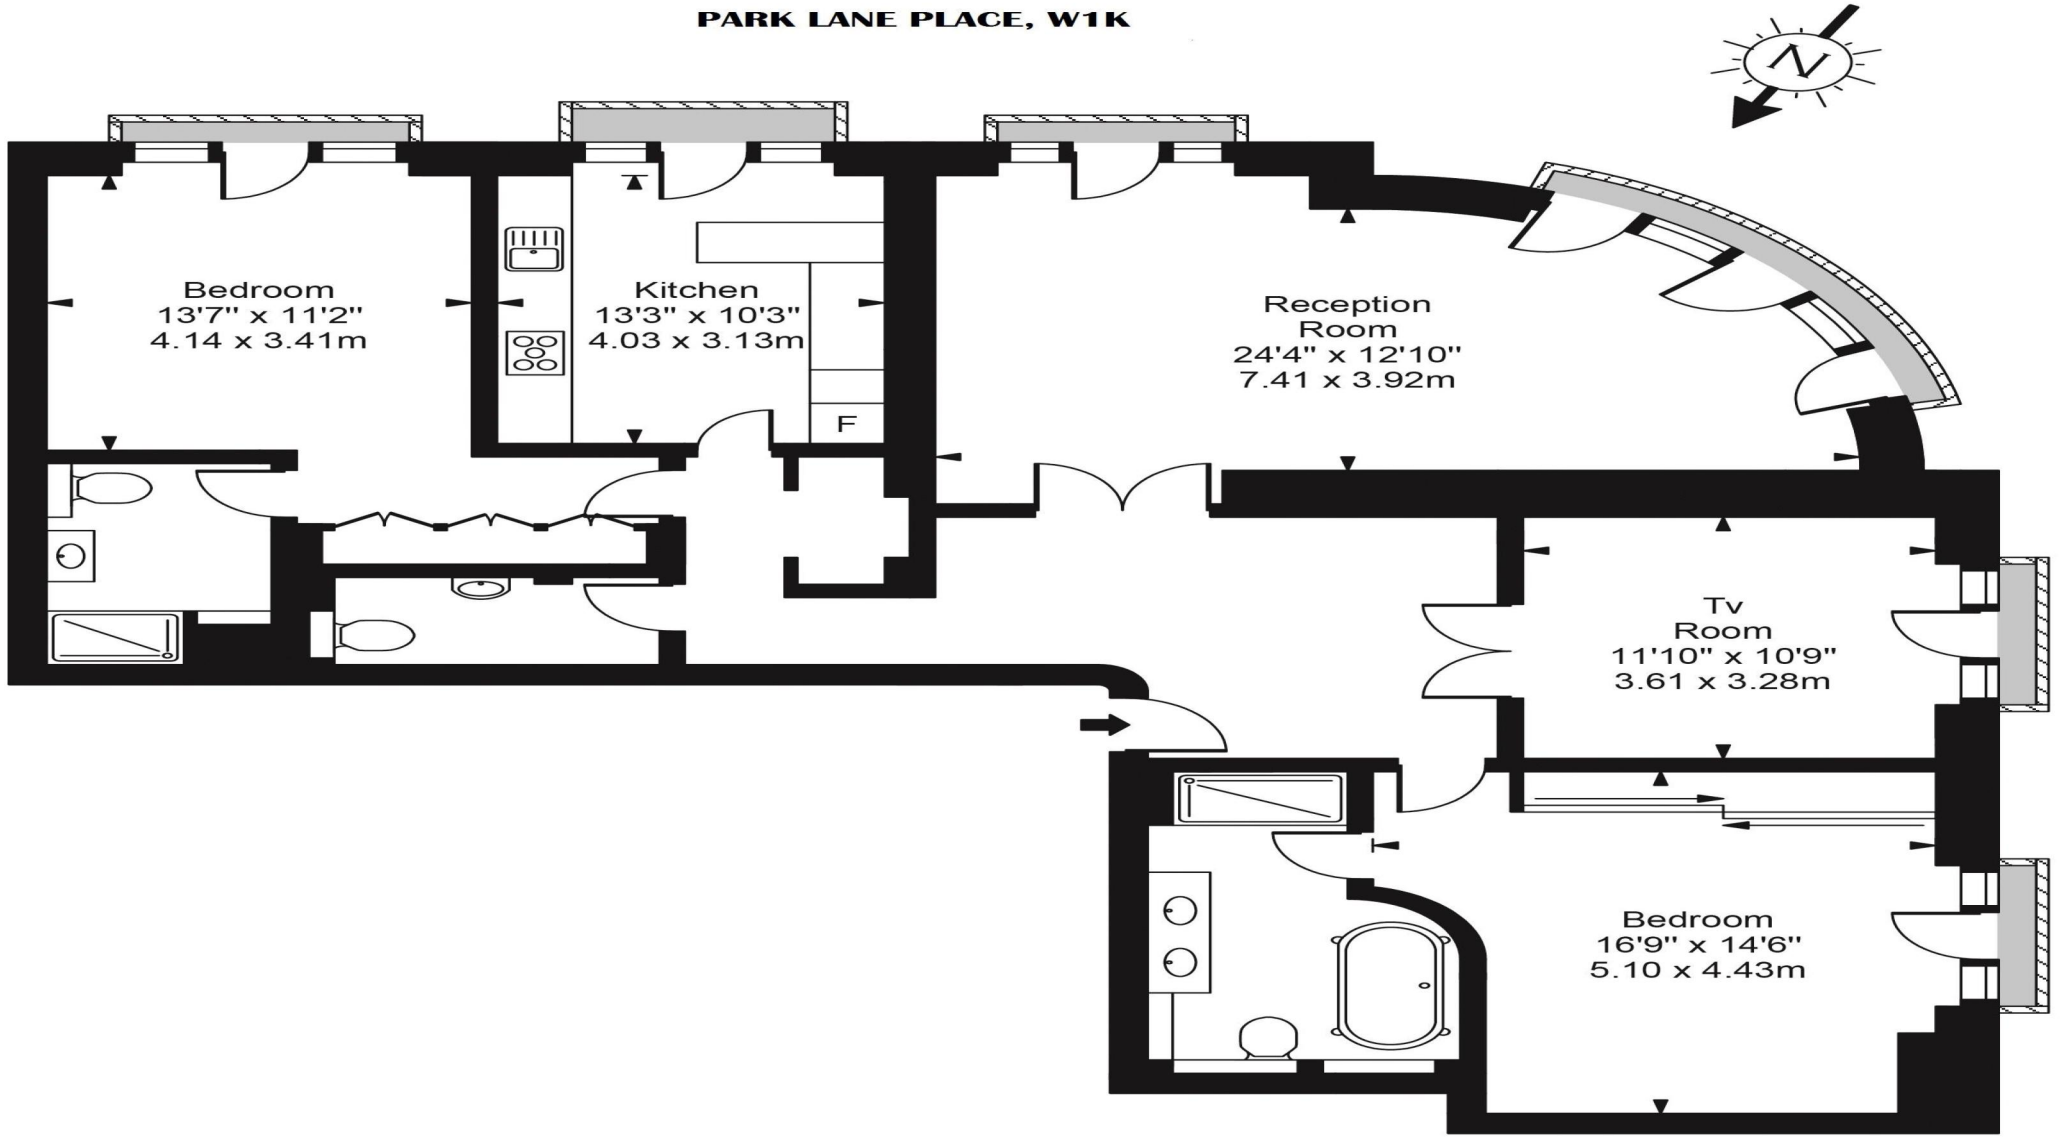 PARK LANE PLACE, W1K
N
Bedroom
13'7" x 11'2"
4.14 x 3.41m
Kitchen
13'3" x 10'3"
4.03 x 3.13m
F
Reception
Room
24'4" x 12'10"
7.41 x 3.92m
Tv
Room
11'10" x 10'9"
3.61 x 3.28m
Bedroom
16'9" x 14'6"
5.10 x 4.43m